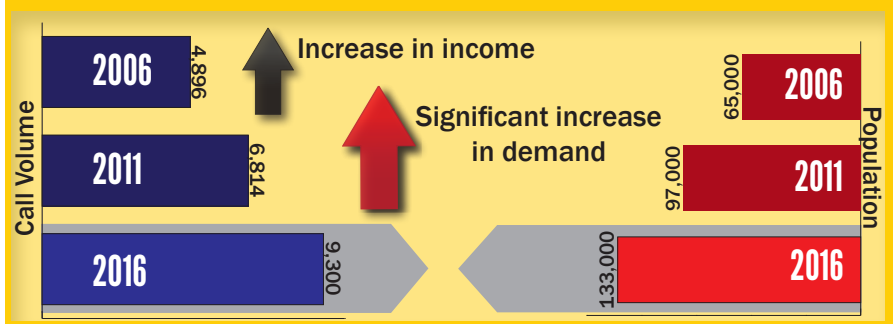 Call Volume
2006
4,896
2011
6,814
2016
9,300
Increase in income
Significant increase
in demand
65,000
2006
97,000
2011
133,000
2016
Population